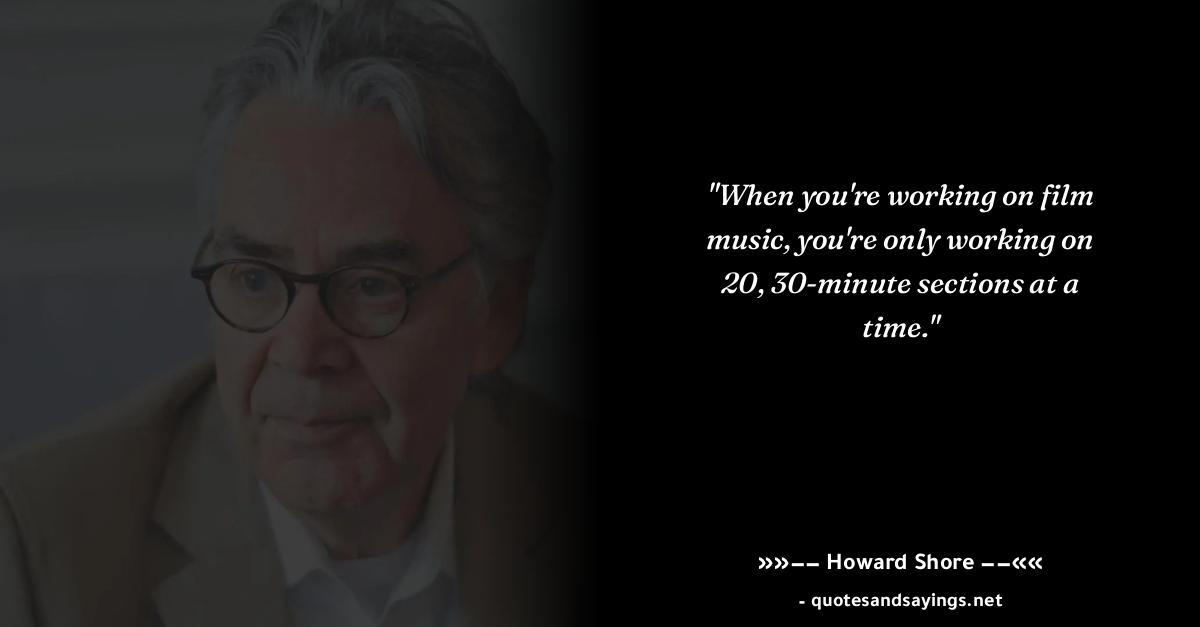 "When you're working on film
music, you're only working on
20, 30-minute sections at a
time."
»»−− Howard Shore −−««
- quotesandsayings.net